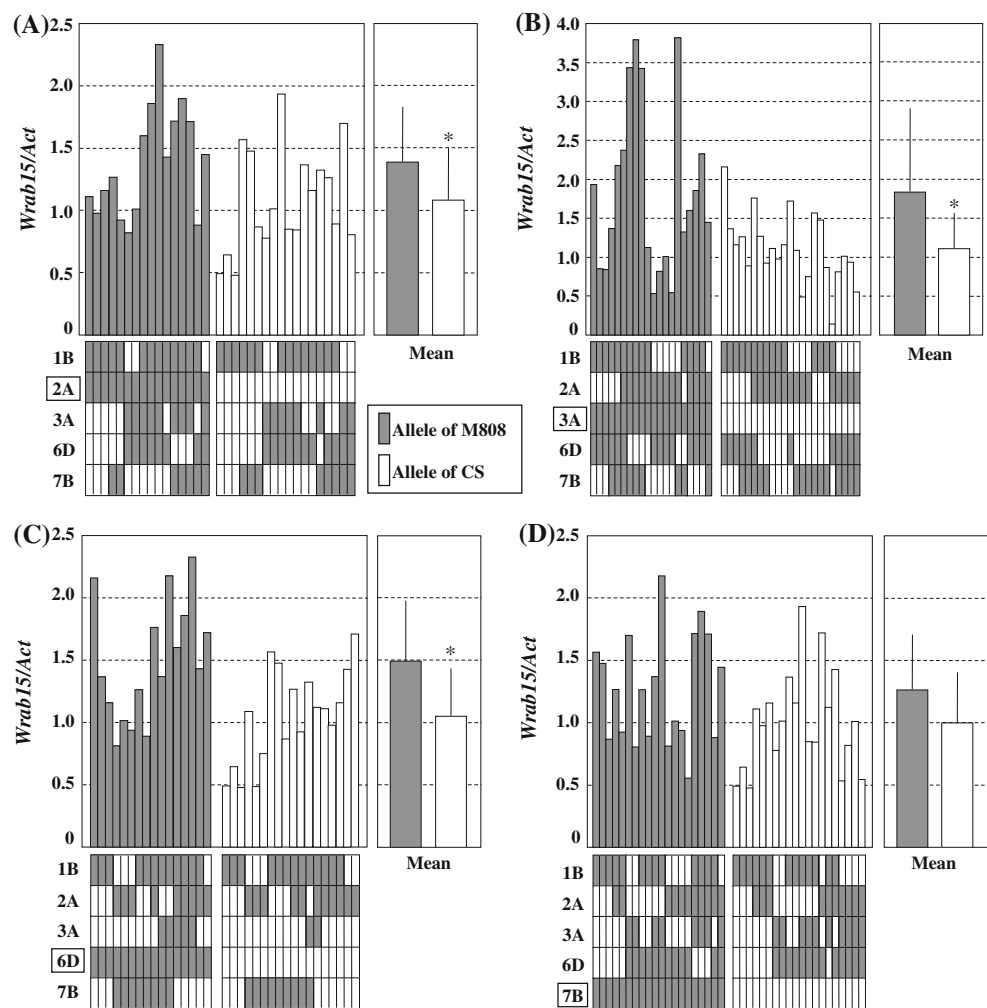 (A)
2.5
2.0
1.5
1.0
0.5
0
Wrab15/Act
*
Mean
1B
2A
3A
6D
7B
Allele of M808
Allele of CS
(B)
4.0
3.5
3.0
2.5
2.0
1.5
1.0
0.5
0
Wrab15/Act
*
Mean
1B
2A
3A
6D
7B
(C)
2.5
2.0
1.5
1.0
0.5
0
Wrab15/Act
*
Mean
1B
2A
3A
6D
7B
(D)
2.5
2.0
1.5
1.0
0.5
0
Wrab15/Act
Mean
1B
2A
3A
6D
7B